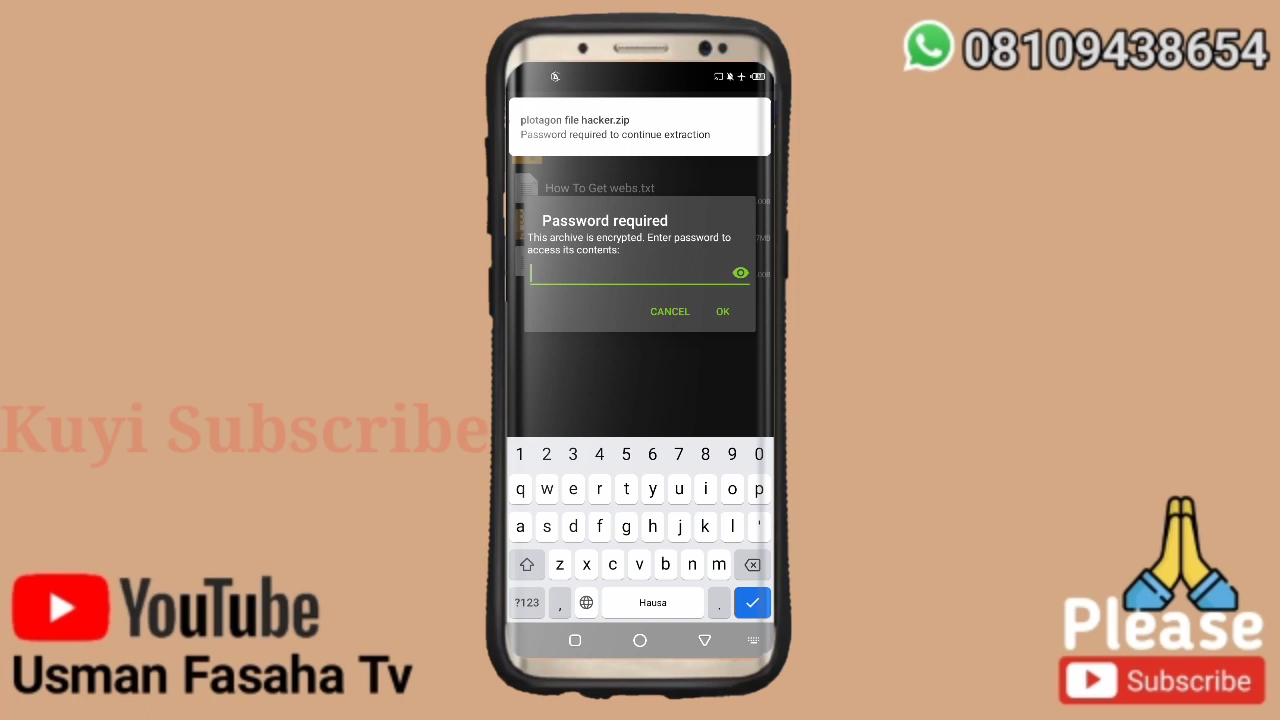 08109438654
plotagon file hacker.zip
Password required to continue extraction
How To Get webs.txt
Password required
This archive is encrypted. Enter password to
access its contents:
CANCEL OK
Kuyi Subscribe
1 2 3 4 5 6 7 8 9 0
q w e r t y u i o p
a s d f g h j k l '
z x c v b n m
?123 , Hausa .
YouTube
Usman Fasaha Tv
Please
Subscribe